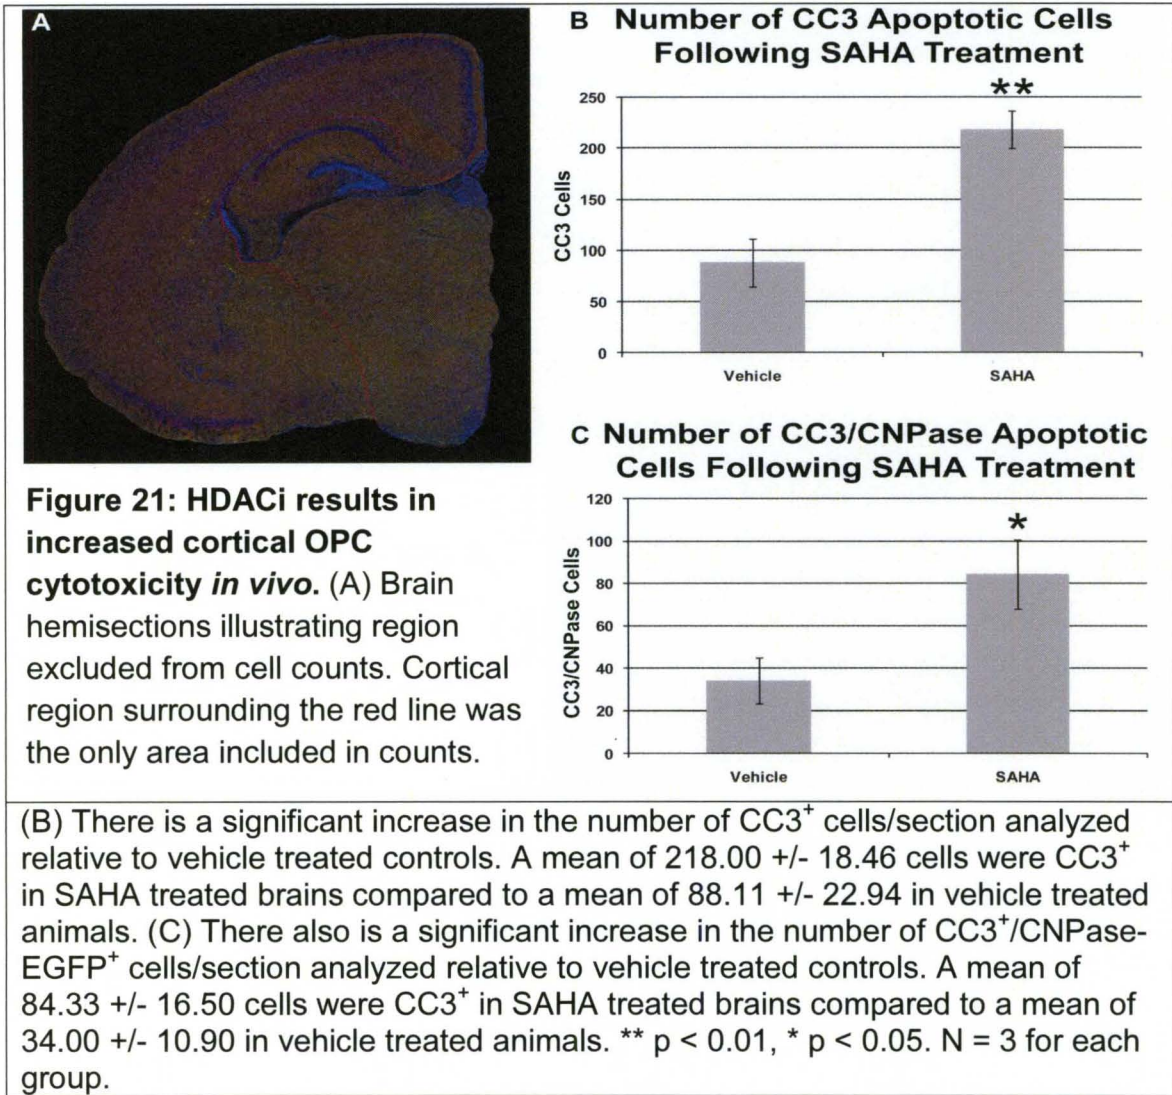 A
B Number of CC3 Apoptotic Cells
Following SAHA Treatment
**
250
200
150
100
50
0
CC3 Cells
Vehicle
SAHA
C Number of CC3/CNPase Apoptotic
Cells Following SAHA Treatment
*
120
100
80
60
40
20
0
CC3/CNPase Cells
Vehicle
SAHA
Figure 21: HDACi results in
increased cortical OPC
cytotoxicity in vivo. (A) Brain
hemisections illustrating region
excluded from cell counts. Cortical
region surrounding the red line was
the only area included in counts.
(B) There is a significant increase in the number of CC3⁺ cells/section analyzed
relative to vehicle treated controls. A mean of 218.00 +/- 18.46 cells were CC3⁺
in SAHA treated brains compared to a mean of 88.11 +/- 22.94 in vehicle treated
animals. (C) There also is a significant increase in the number of CC3⁺/CNPase-
EGFP⁺ cells/section analyzed relative to vehicle treated controls. A mean of
84.33 +/- 16.50 cells were CC3⁺ in SAHA treated brains compared to a mean of
34.00 +/- 10.90 in vehicle treated animals. ** p < 0.01, * p < 0.05. N = 3 for each
group.